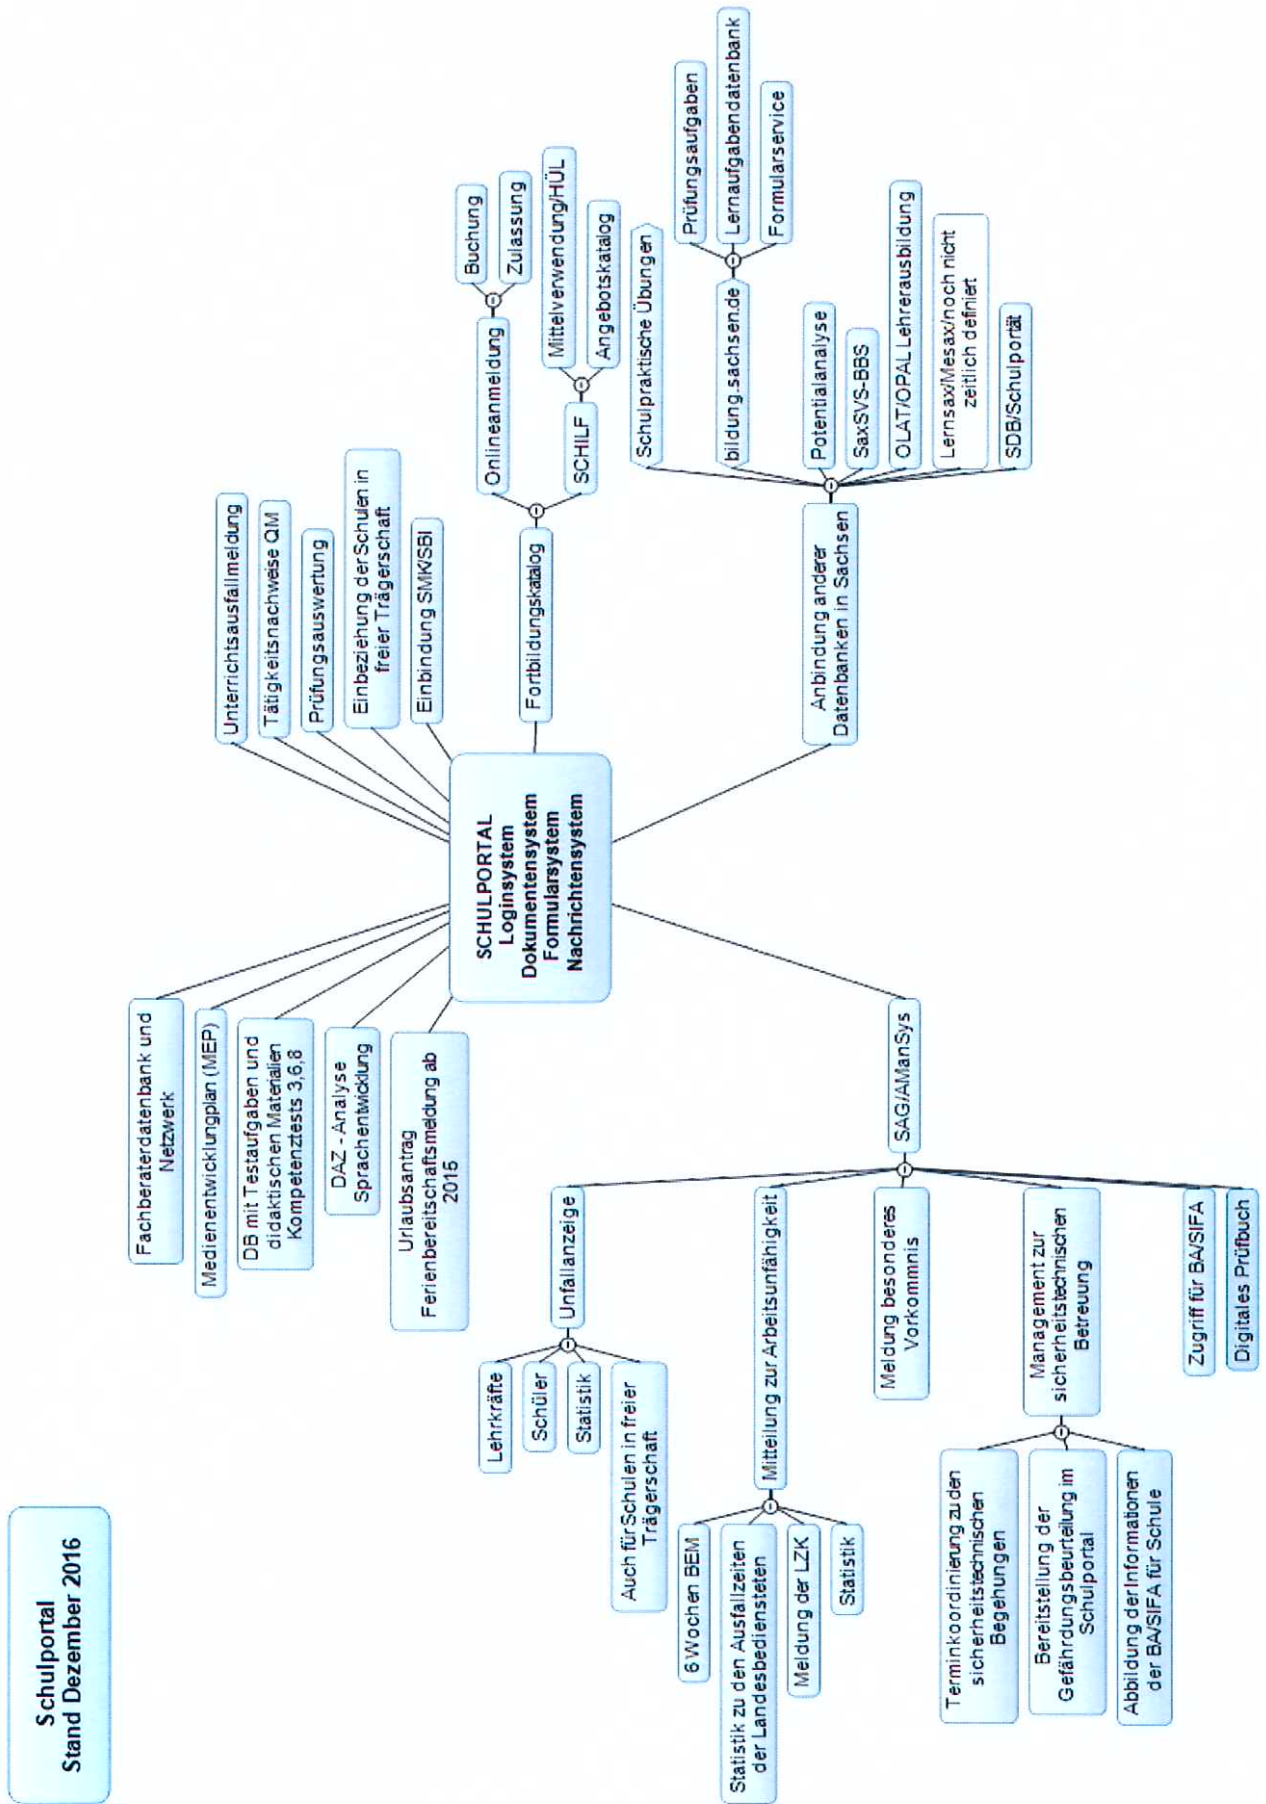 Schulportal
Stand Dezember 2016
Fachberaterdatenbank und
Netzwerk
Medienentwicklungplan (MEP)
DB mit Testaufgaben und
didaktischen Materialien
Kompetenztests 3,6,8
DAZ - Analyse
Sprachentwicklung
Urlaubsantrag
Ferienbereitschaftsmeldung ab
2015
Unterrichtsausfallmeldung
Tätigkeitsnachweise QM
Prüfungsauswertung
Einbeziehung der Schulen in
freier Trägerschaft
Einbindung SMK/SBI
SCHULPORTAL
Loginsystem
Dokumentensystem
Formularsystem
Nachrichtensystem
Fortbildungskatalog
Onlineanmeldung
Buchung
Zulassung
SCHILF
Mittelverwendung/HÜL
Angebotskatalog
Anbindung anderer
Datenbanken in Sachsen
Schulpraktische Übungen
bildung.sachsen.de
Prüfungsaufgaben
Lernaufgabendatenbank
Formularservice
Potentialanalyse
SaxSVS-BBS
OLAT/OPAL Lehrerausbildung
Lernsax/Mesax/noch nicht
zeitlich definiert
SDB/Schulportät
SAG/AManSys
Unfallanzeige
Lehrkräfte
Schüler
Statistik
Auch für Schulen in freier
Trägerschaft
Mitteilung zur Arbeitsunfähigkeit
6 Wochen BEM
Statistik zu den Ausfallzeiten
der Landesbediensteten
Meldung der LZK
Statistik
Meldung besonderes
Vorkommnis
Management zur
sicherheitstechnischen
Betreuung
Terminkoordinierung zu den
sicherheitstechnischen
Begehungen
Bereitstellung der
Gefährdungsbeurteilung im
Schulportal
Abbildung der Informationen
der BA/SIFA für Schule
Zugriff für BA/SIFA
Digitales Prüfbuch